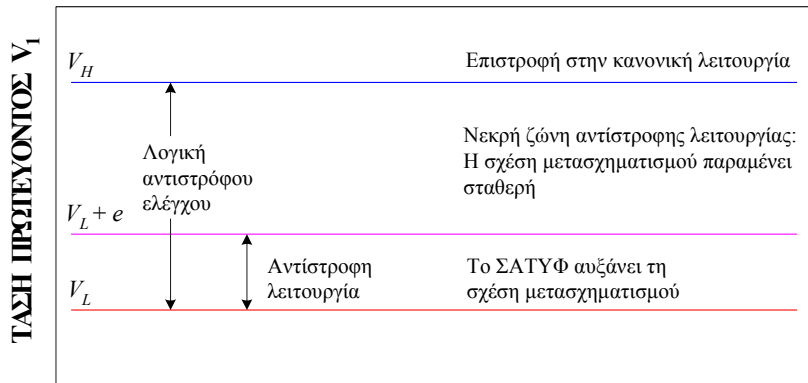 ΤΑΣΗ ΠΡΩΤΕΥΟΝΤΟΣ V1
VH
Επιστροφή στην κανονική λειτουργία
Λογική
αντιστρόφου
ελέγχου
Νεκρή ζώνη αντίστροφης λειτουργίας:
Η σχέση μετασχηματισμού παραμένει
σταθερή
VL + e
Αντίστροφη
λειτουργία
Το ΣΑΤΥΦ αυξάνει τη
σχέση μετασχηματισμού
VL